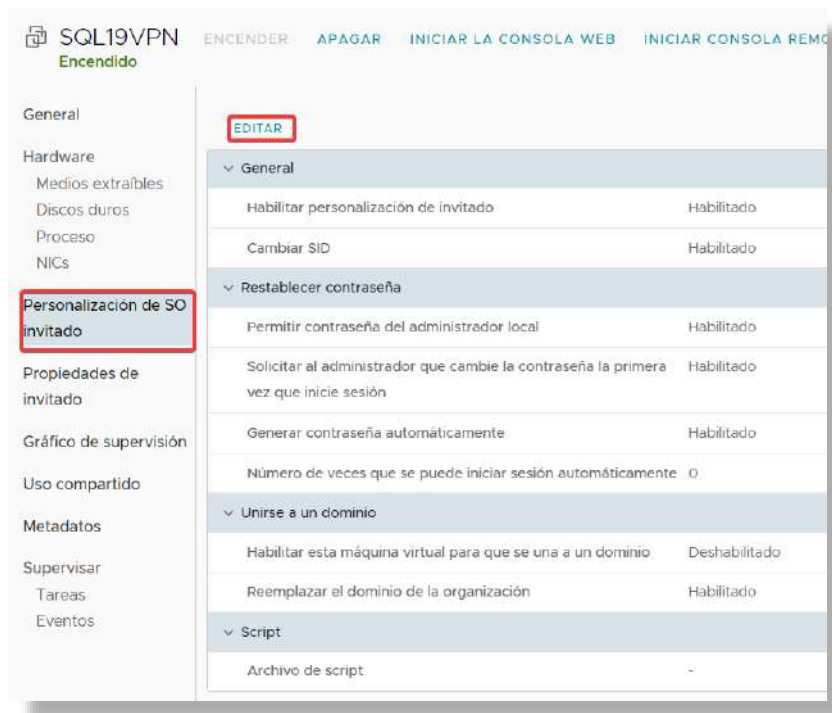 SQL19VPN
ENCENDER APAGAR INICIAR LA CONSOLA WEB INICIAR CONSOLA REMO
Encendido
General
Hardware
Medios extraíbles
Discos duros
Proceso
NICs
Personalización de SO
invitado
Propiedades de
invitado
Gráfico de supervisión
Uso compartido
Metadatos
Supervisar
Tareas
Eventos
EDITAR
General
Habilitar personalización de invitado Habilitado
Cambiar SID Habilitado
Restablecer contraseña
Permitir contraseña del administrador local Habilitado
Solicitar al administrador que cambie la contraseña la primera Habilitado
vez que inicie sesión
Generar contraseña automáticamente Habilitado
Número de veces que se puede iniciar sesión automáticamente 0
Unirse a un dominio
Habilitar esta máquina virtual para que se una a un dominio Deshabilitado
Reemplazar el dominio de la organización Habilitado
Script
Archivo de script -